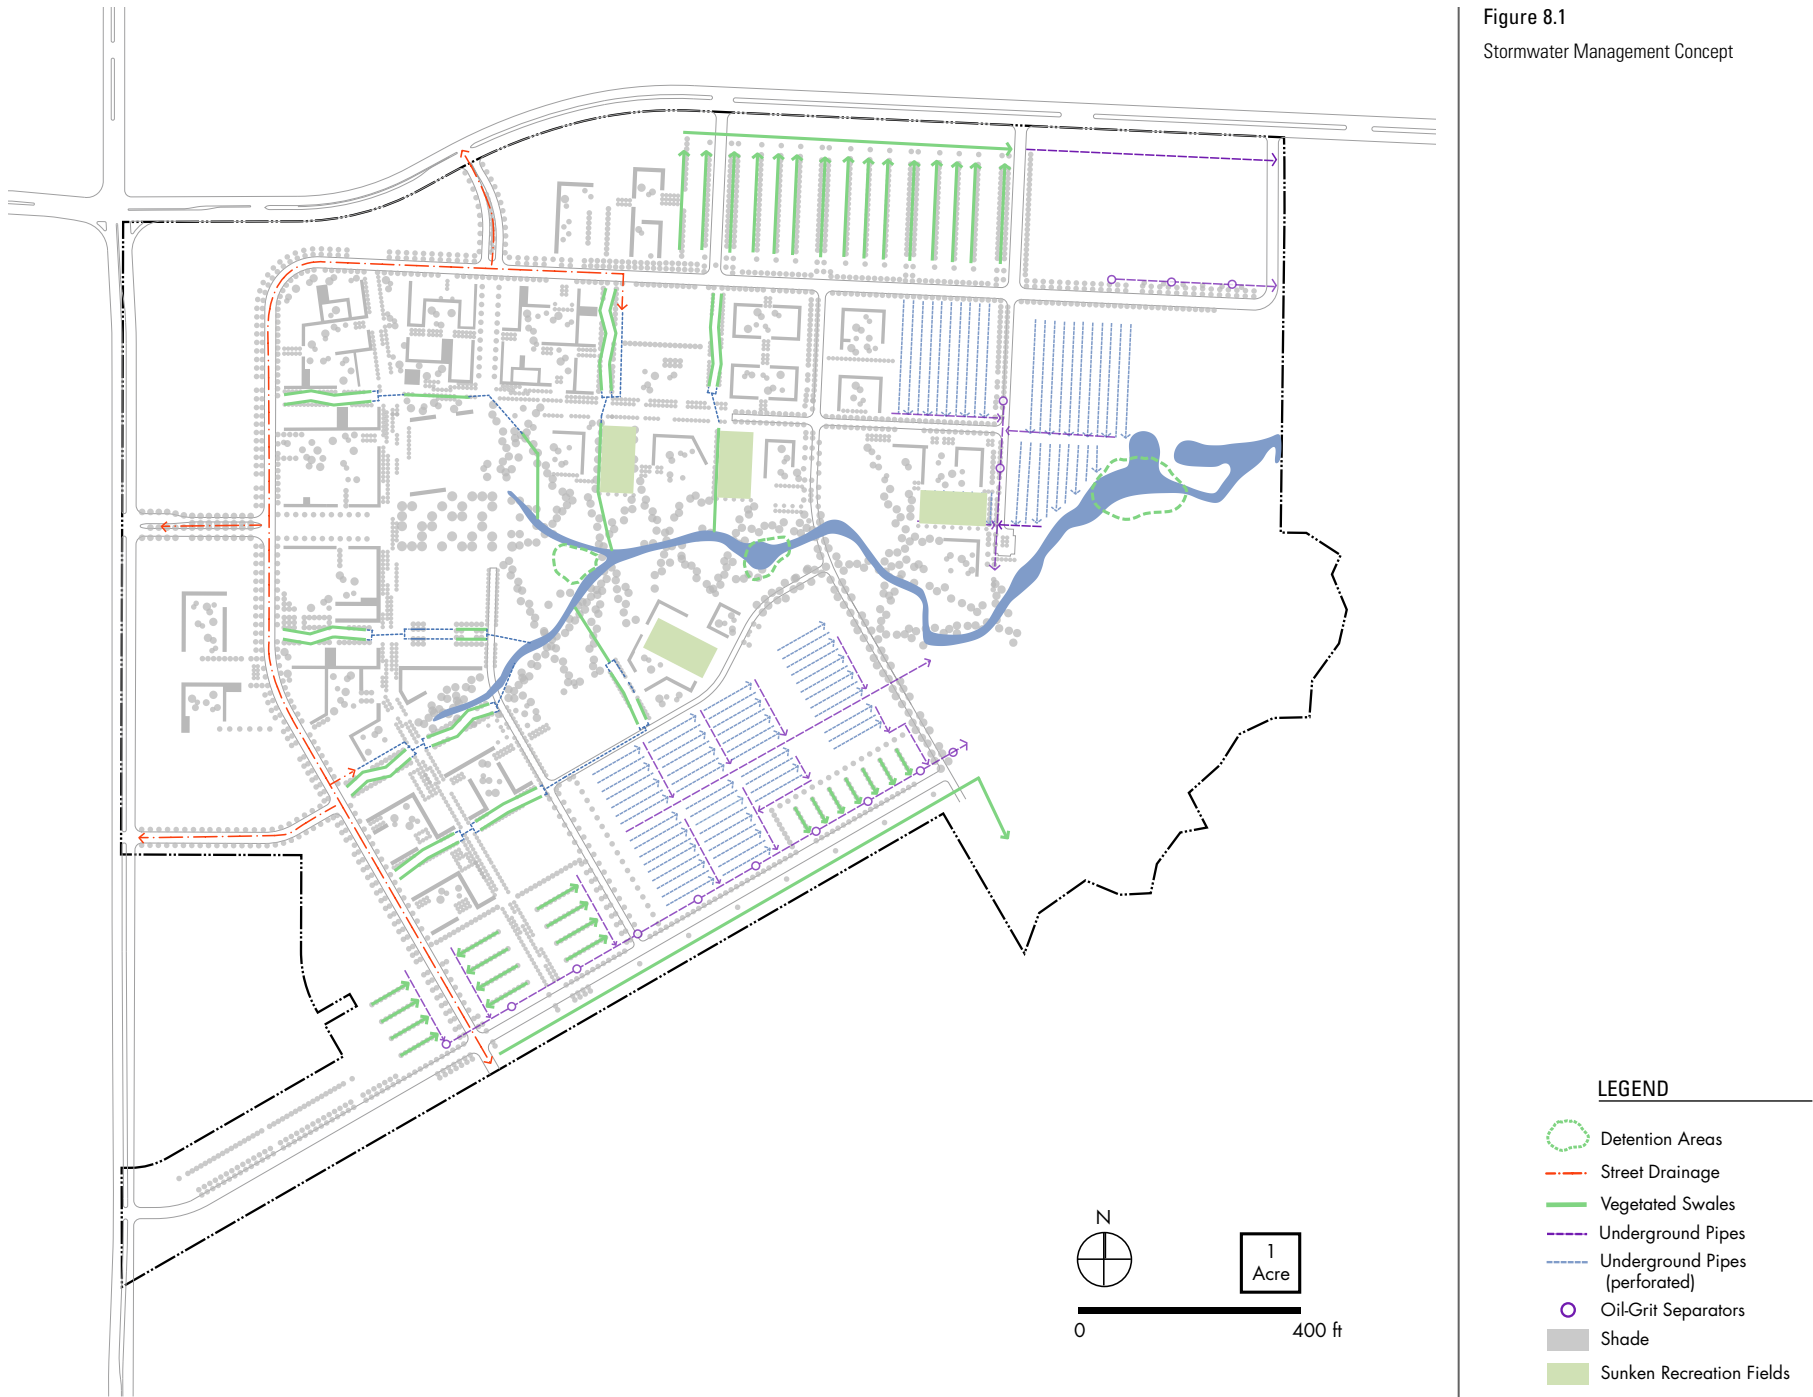 Figure 8.1
Stormwater Management Concept
LEGEND
Detention Areas
Street Drainage
Vegetated Swales
Underground Pipes
Underground Pipes
(perforated)
Oil-Grit Separators
Shade
Sunken Recreation Fields
N
1
Acre
0
400 ft